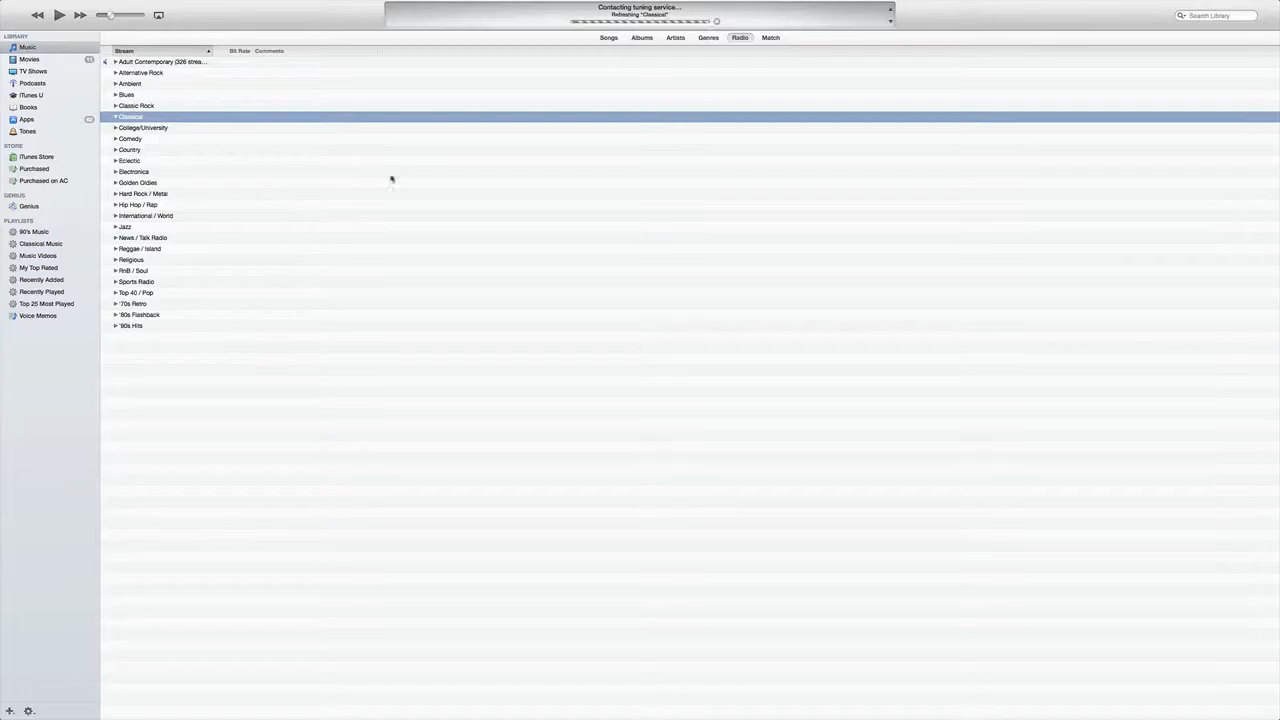 Contacting tuning service...
Refreshing "Classical"
Search Library
LIBRARY
Music
Movies
TV Shows
Podcasts
iTunes U
Books
Apps
Tones
STORE
iTunes Store
Purchased
Purchased on AC
GENIUS
Genius
PLAYLISTS
90's Music
Classical Music
Music Videos
My Top Rated
Recently Added
Recently Played
Top 25 Most Played
Voice Memos
Songs Albums Artists Genres Radio Match
Stream Bit Rate Comments
Adult Contemporary (326 strea...
Alternative Rock
Ambient
Blues
Classic Rock
Classical
College/University
Comedy
Country
Eclectic
Electronica
Golden Oldies
Hard Rock / Metal
Hip Hop / Rap
International / World
Jazz
News / Talk Radio
Reggae / Island
Religious
RnB / Soul
Sports Radio
Top 40 / Pop
'70s Retro
'80s Flashback
'90s Hits